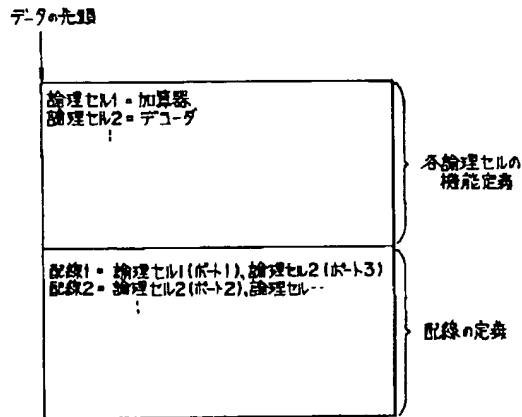 データの先頭
論理セル1 = 加算器
論理セル2 = デコーダ
⋮
各論理セルの
機能定義
配線1 = 論理セル1(ポート1), 論理セル2(ポート3)
配線2 = 論理セル2(ポート2), 論理セル…
⋮
配線の定義